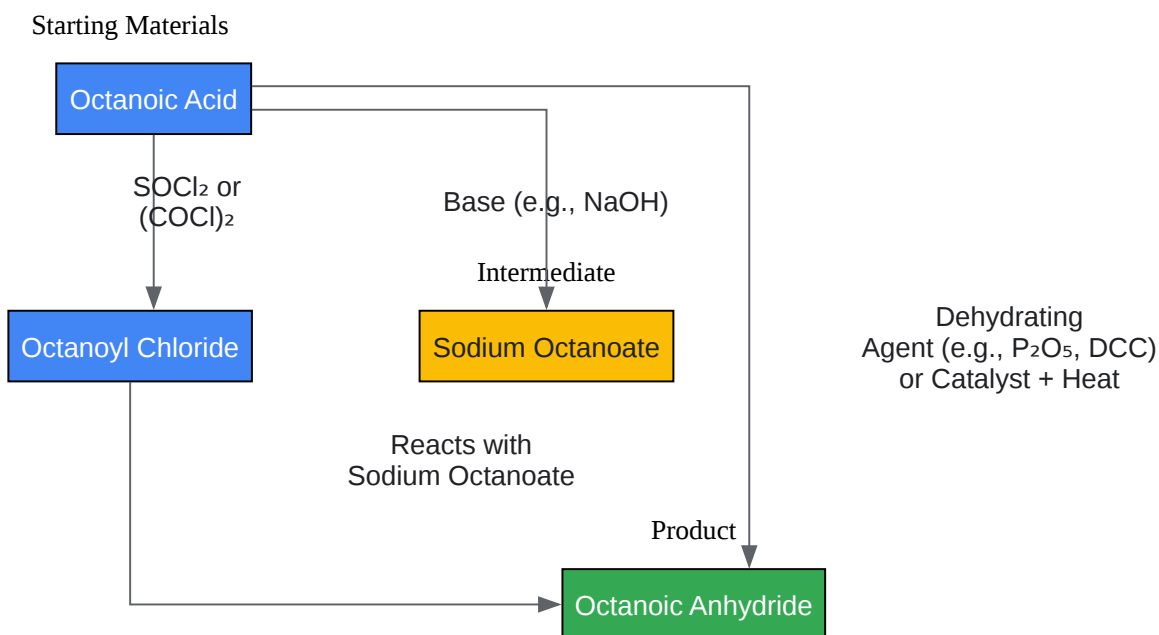 Starting Materials
Octanoic Acid
SOCl₂ or
(COCl)₂
Base (e.g., NaOH)
Intermediate
Octanoyl Chloride
Sodium Octanoate
Dehydrating
Agent (e.g., P₂O₅, DCC)
or Catalyst + Heat
Reacts with
Sodium Octanoate
Product
Octanoic Anhydride